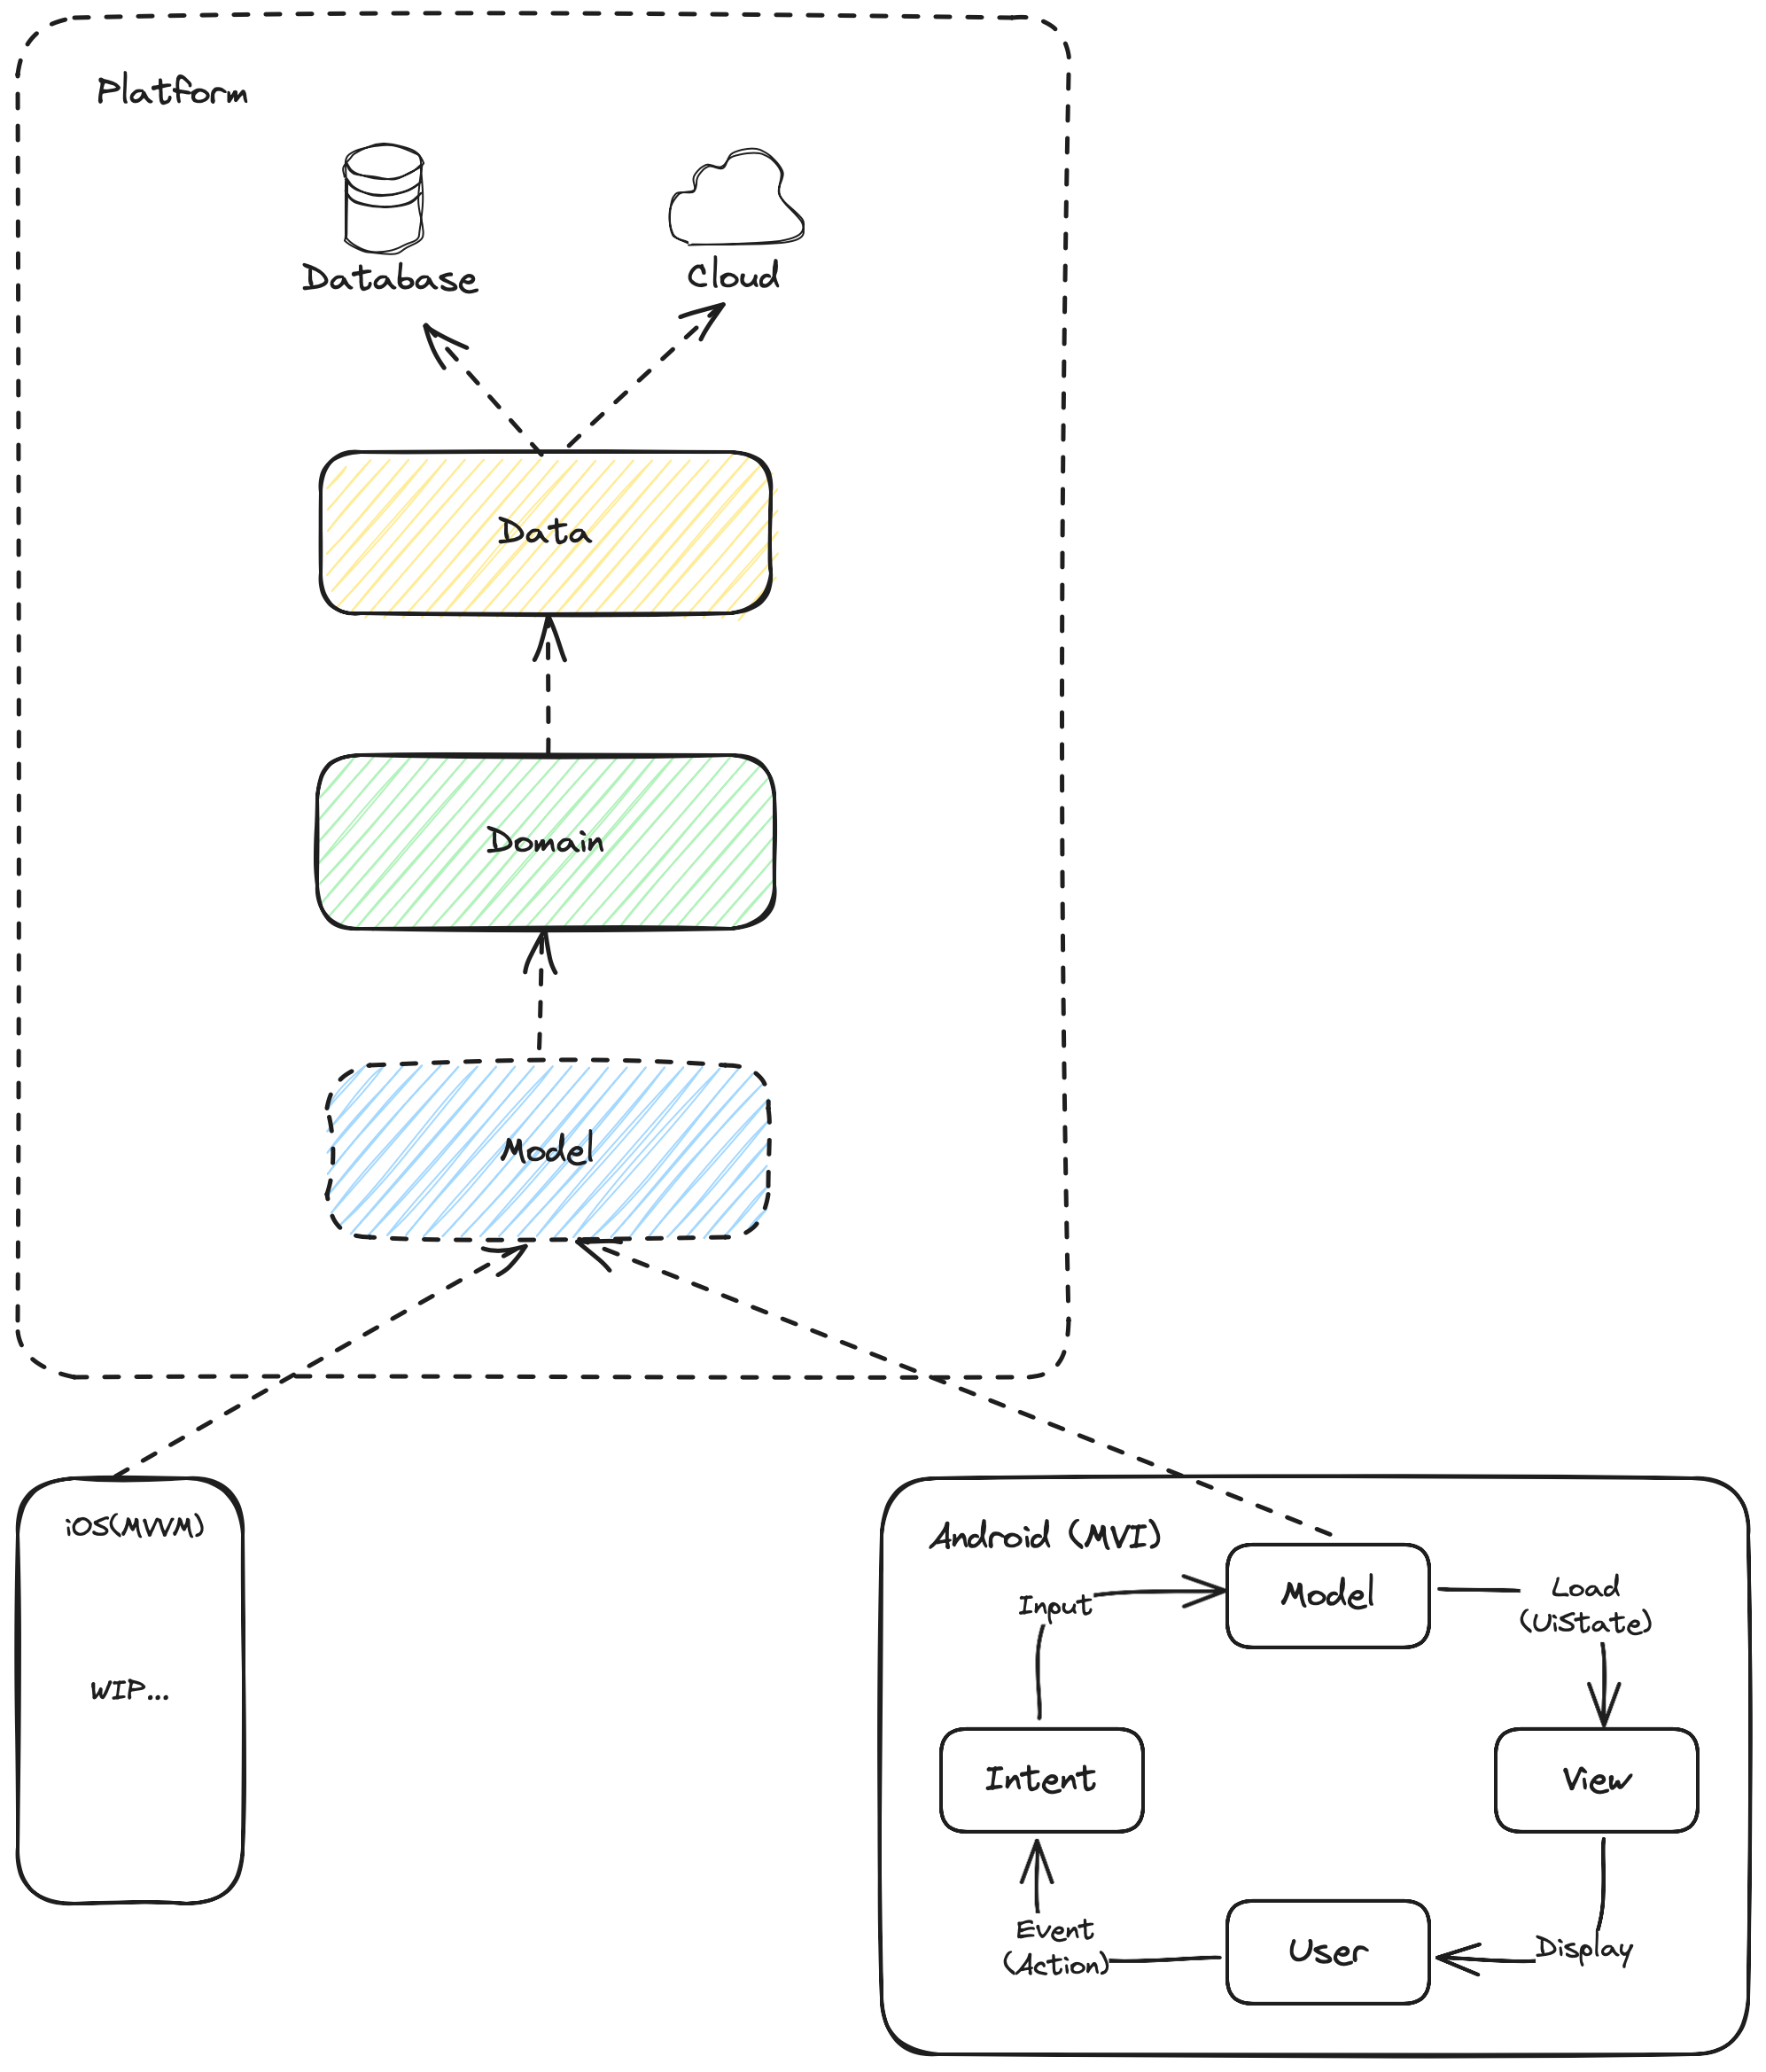 Platform
Database
Cloud
Data
Domain
Model
iOS(MVVM)
WIP...
Android (MVI)
Input
Model
Load
(UiState)
Intent
View
Event
(Action)
User
Display